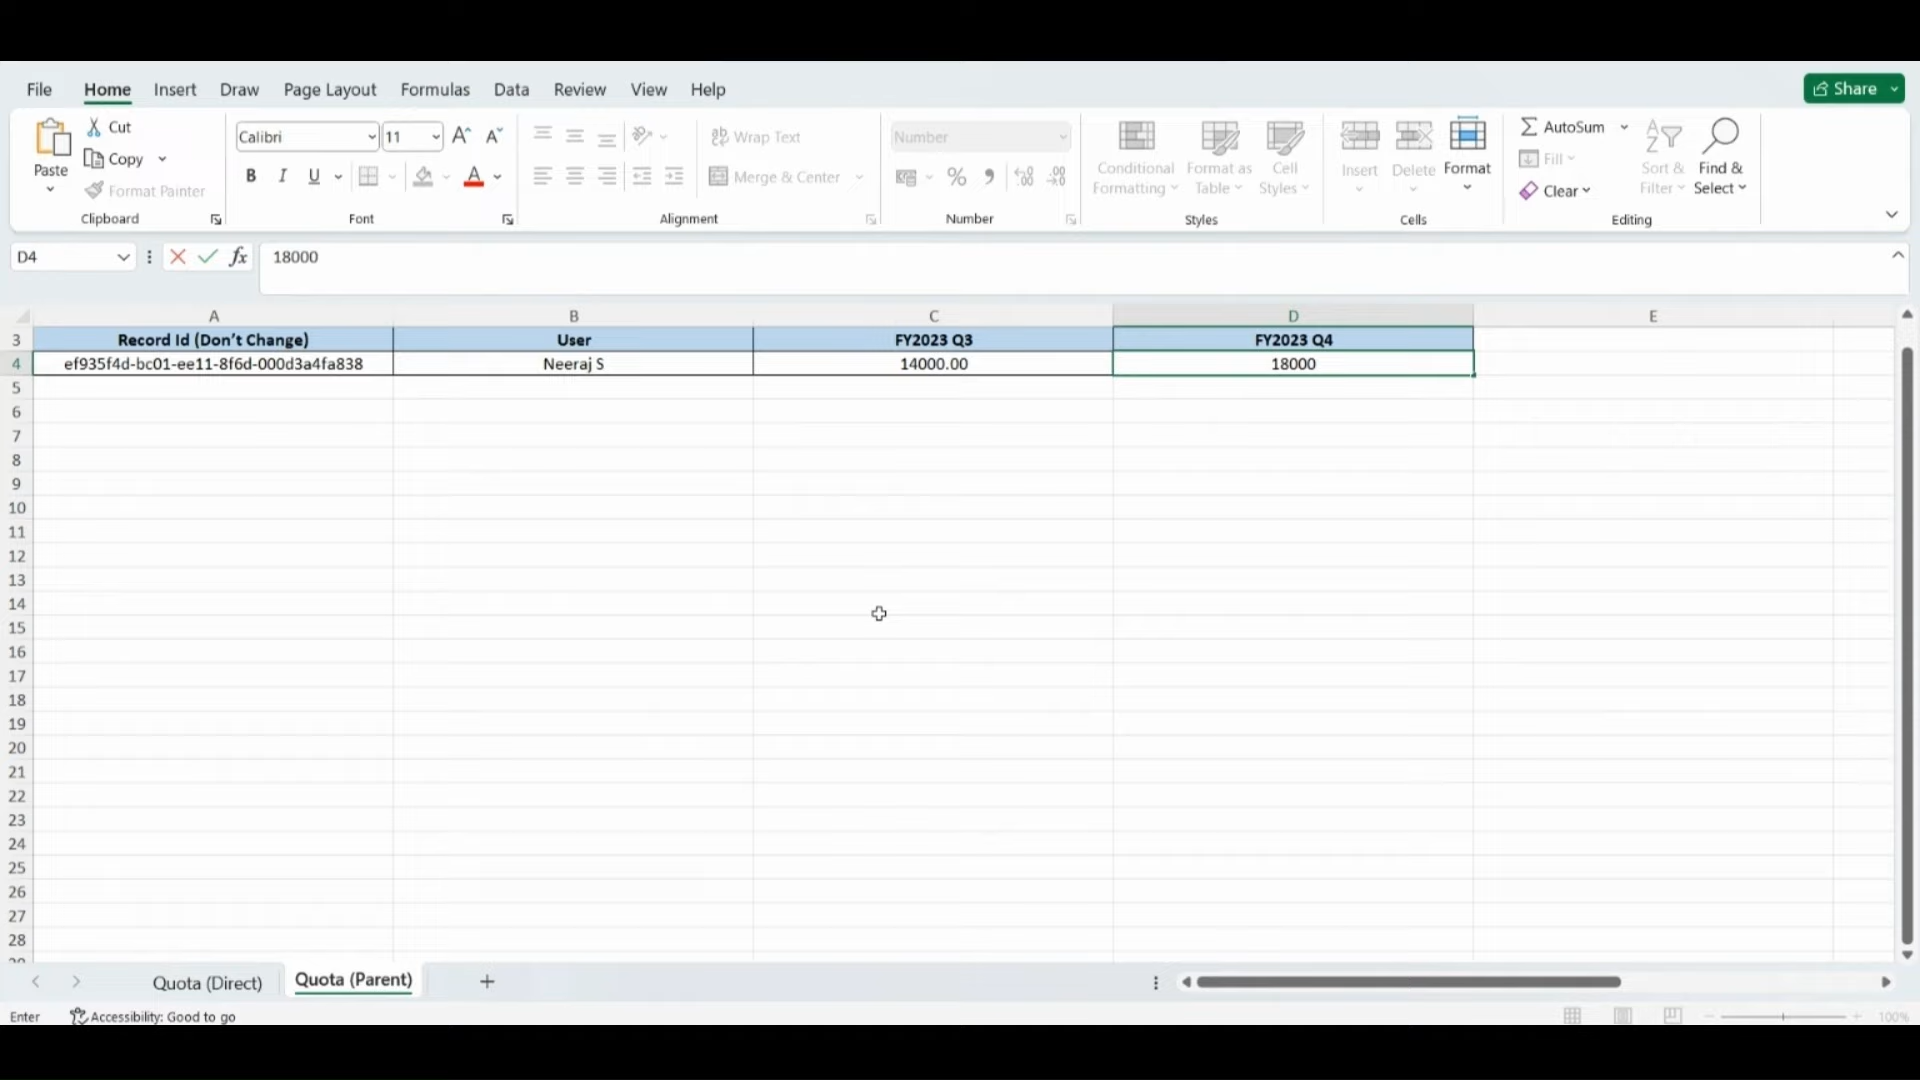 File Home Insert Draw Page Layout Formulas Data Review View Help Share
Paste
Cut
Copy
Format Painter
Clipboard
Calibri 11 A A
B I U A
Font
Wrap Text
Merge & Center
Alignment
Number
% 9
Number
Conditional
Formatting
Format as
Table
Cell
Styles
Styles
Insert
Delete
Format
Cells
AutoSum
Fill
Clear
Sort &
Filter
Find &
Select
Editing
D4 fx 18000
A B C D E
3 Record Id (Don't Change) User FY2023 Q3 FY2023 Q4
4 ef935f4d-bc01-ee11-8f6d-000d3a4fa838 Neeraj S 14000.00 18000
5
6
7
8
9
10
11
12
13
14
15
16
17
18
19
20
21
22
23
24
25
26
27
28
Quota (Direct) Quota (Parent) +
Enter Accessibility: Good to go 100%